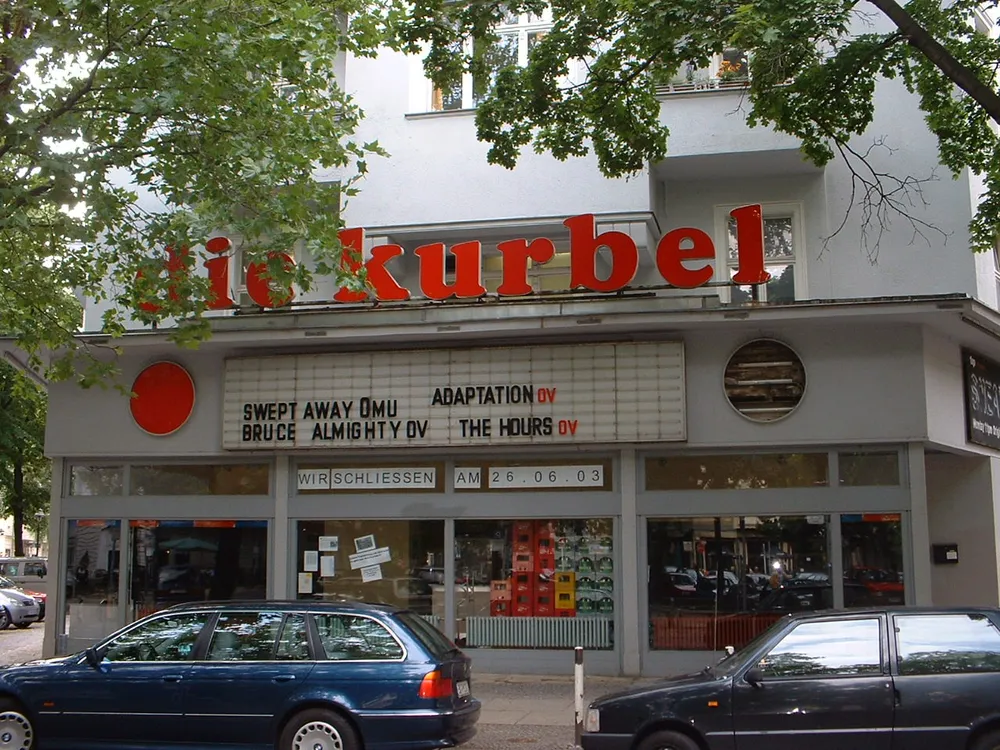 die kurbel
ADAPTATION OV
SWEPT AWAY OMU
BRUCE ALMIGHTY OV THE HOURS OV
WIR SCHLIESSEN AM 26.06.03